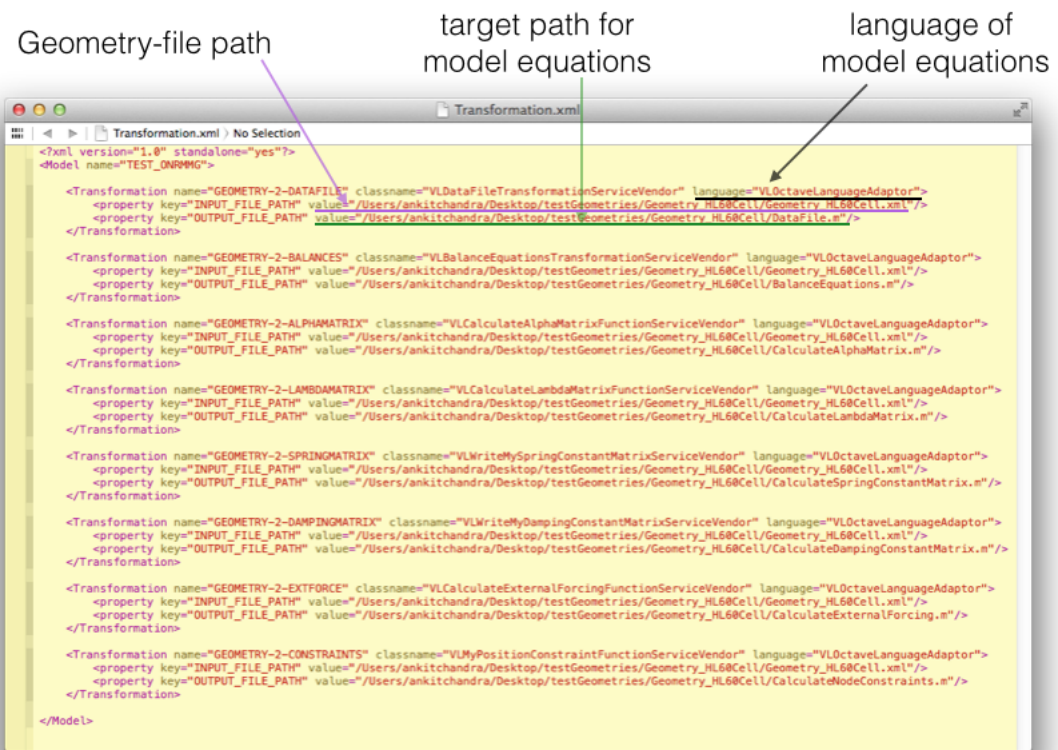 Geometry-file path
target path for
model equations
language of
model equations
Transformation.xml
Transformation.xml 〉 No Selection
<?xml version="1.0" standalone="yes"?>
<Model name="TEST_ONRMMG">
<Transformation name="GEOMETRY-2-DATAFILE" classname="VLDataFileTransformationServiceVendor" language="VLOctaveLanguageAdaptor">
<property key="INPUT_FILE_PATH" value="/Users/ankitchandra/Desktop/testGeometries/Geometry_HL60Cell/Geometry_HL60Cell.xml"/>
<property key="OUTPUT_FILE_PATH" value="/Users/ankitchandra/Desktop/testGeometries/Geometry_HL60Cell/DataFile.m"/>
</Transformation>
<Transformation name="GEOMETRY-2-BALANCES" classname="VLBalanceEquationsTransformationServiceVendor" language="VLOctaveLanguageAdaptor">
<property key="INPUT_FILE_PATH" value="/Users/ankitchandra/Desktop/testGeometries/Geometry_HL60Cell/Geometry_HL60Cell.xml"/>
<property key="OUTPUT_FILE_PATH" value="/Users/ankitchandra/Desktop/testGeometries/Geometry_HL60Cell/BalanceEquations.m"/>
</Transformation>
<Transformation name="GEOMETRY-2-ALPHAMATRIX" classname="VLCalculateAlphaMatrixFunctionServiceVendor" language="VLOctaveLanguageAdaptor">
<property key="INPUT_FILE_PATH" value="/Users/ankitchandra/Desktop/testGeometries/Geometry_HL60Cell/Geometry_HL60Cell.xml"/>
<property key="OUTPUT_FILE_PATH" value="/Users/ankitchandra/Desktop/testGeometries/Geometry_HL60Cell/CalculateAlphaMatrix.m"/>
</Transformation>
<Transformation name="GEOMETRY-2-LAMBDAMATRIX" classname="VLCalculateLambdaMatrixFunctionServiceVendor" language="VLOctaveLanguageAdaptor">
<property key="INPUT_FILE_PATH" value="/Users/ankitchandra/Desktop/testGeometries/Geometry_HL60Cell/Geometry_HL60Cell.xml"/>
<property key="OUTPUT_FILE_PATH" value="/Users/ankitchandra/Desktop/testGeometries/Geometry_HL60Cell/CalculateLambdaMatrix.m"/>
</Transformation>
<Transformation name="GEOMETRY-2-SPRINGMATRIX" classname="VLWriteMySpringConstantMatrixServiceVendor" language="VLOctaveLanguageAdaptor">
<property key="INPUT_FILE_PATH" value="/Users/ankitchandra/Desktop/testGeometries/Geometry_HL60Cell/Geometry_HL60Cell.xml"/>
<property key="OUTPUT_FILE_PATH" value="/Users/ankitchandra/Desktop/testGeometries/Geometry_HL60Cell/CalculateSpringConstantMatrix.m"/>
</Transformation>
<Transformation name="GEOMETRY-2-DAMPINGMATRIX" classname="VLWriteMyDampingConstantMatrixServiceVendor" language="VLOctaveLanguageAdaptor">
<property key="INPUT_FILE_PATH" value="/Users/ankitchandra/Desktop/testGeometries/Geometry_HL60Cell/Geometry_HL60Cell.xml"/>
<property key="OUTPUT_FILE_PATH" value="/Users/ankitchandra/Desktop/testGeometries/Geometry_HL60Cell/CalculateDampingConstantMatrix.m"/>
</Transformation>
<Transformation name="GEOMETRY-2-EXTFORCE" classname="VLCalculateExternalForcingFunctionServiceVendor" language="VLOctaveLanguageAdaptor">
<property key="INPUT_FILE_PATH" value="/Users/ankitchandra/Desktop/testGeometries/Geometry_HL60Cell/Geometry_HL60Cell.xml"/>
<property key="OUTPUT_FILE_PATH" value="/Users/ankitchandra/Desktop/testGeometries/Geometry_HL60Cell/CalculateExternalForcing.m"/>
</Transformation>
<Transformation name="GEOMETRY-2-CONSTRAINTS" classname="VLMyPositionConstraintFunctionServiceVendor" language="VLOctaveLanguageAdaptor">
<property key="INPUT_FILE_PATH" value="/Users/ankitchandra/Desktop/testGeometries/Geometry_HL60Cell/Geometry_HL60Cell.xml"/>
<property key="OUTPUT_FILE_PATH" value="/Users/ankitchandra/Desktop/testGeometries/Geometry_HL60Cell/CalculateNodeConstraints.m"/>
</Transformation>
</Model>